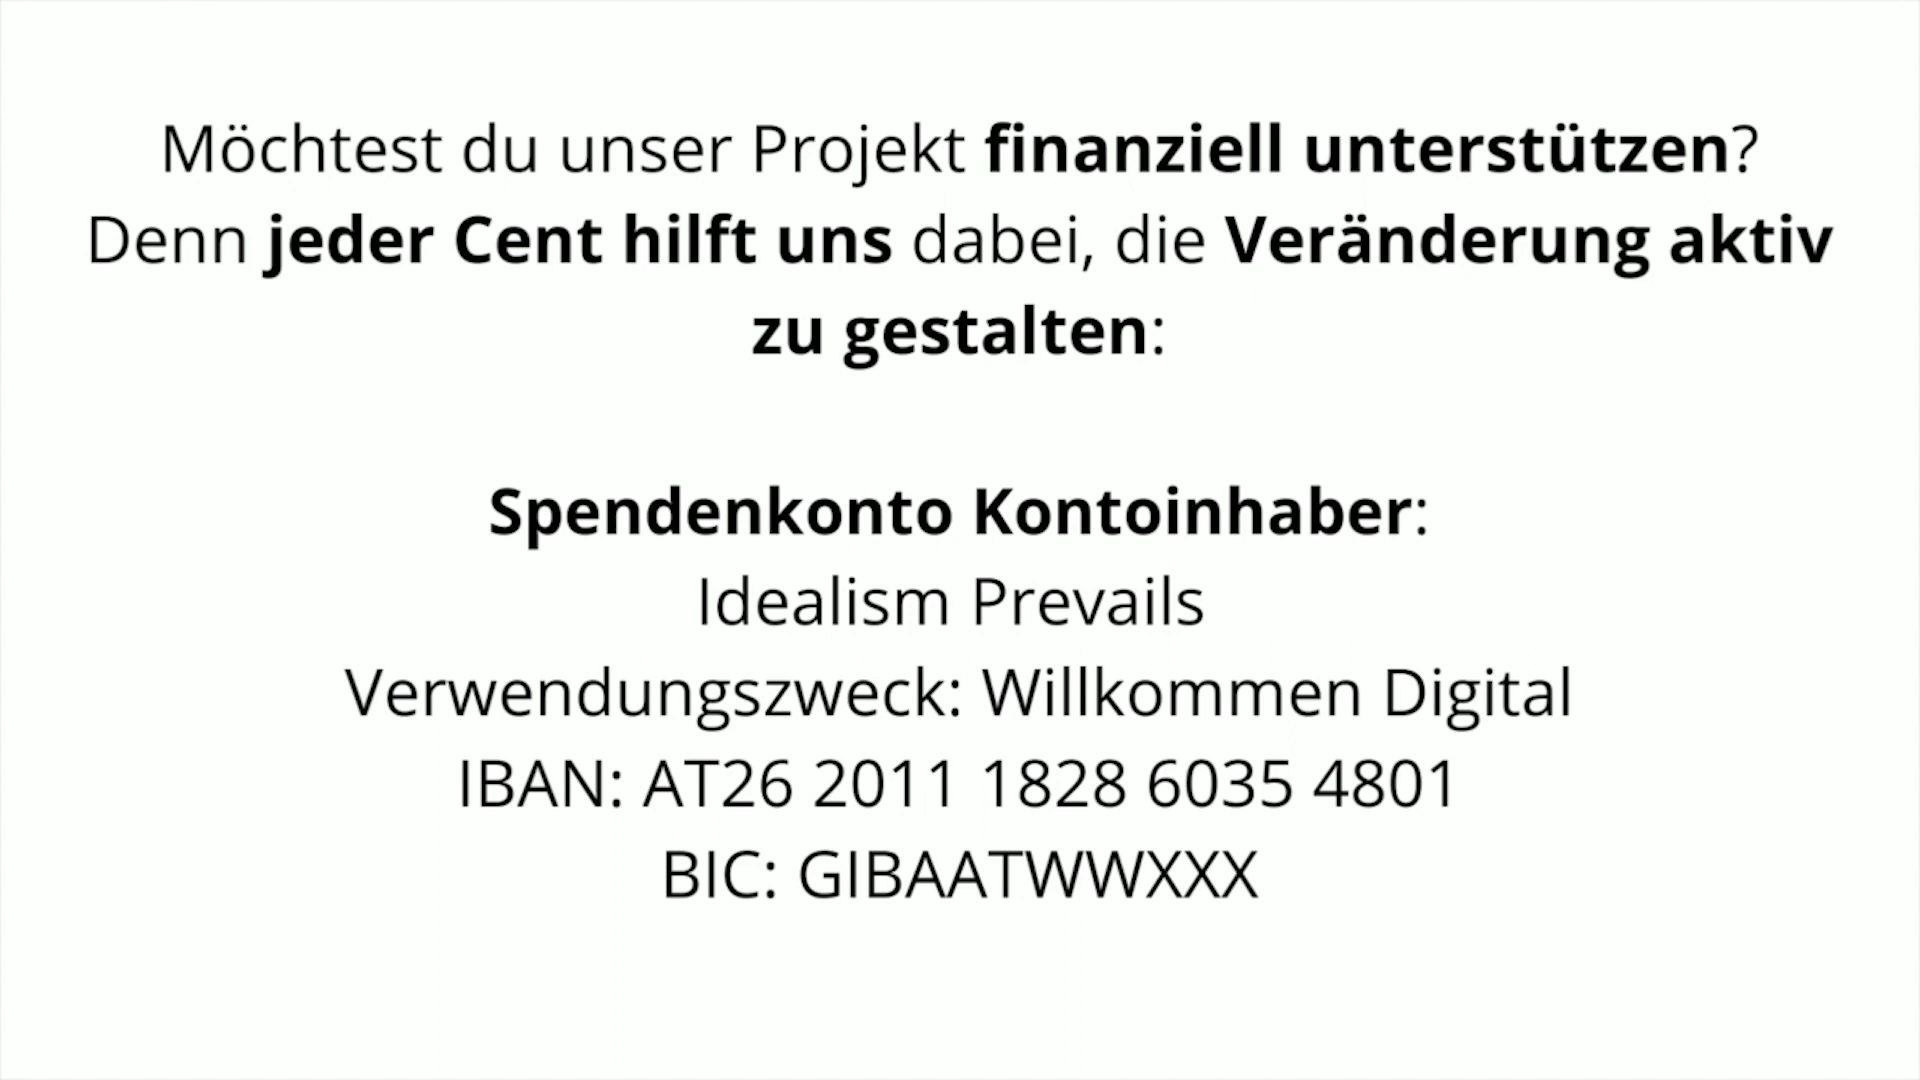 Möchtest du unser Projekt finanziell unterstützen?
Denn jeder Cent hilft uns dabei, die Veränderung aktiv
zu gestalten:
Spendenkonto Kontoinhaber:
Idealism Prevails
Verwendungszweck: Willkommen Digital
IBAN: AT26 2011 1828 6035 4801
BIC: GIBAATWWXXX